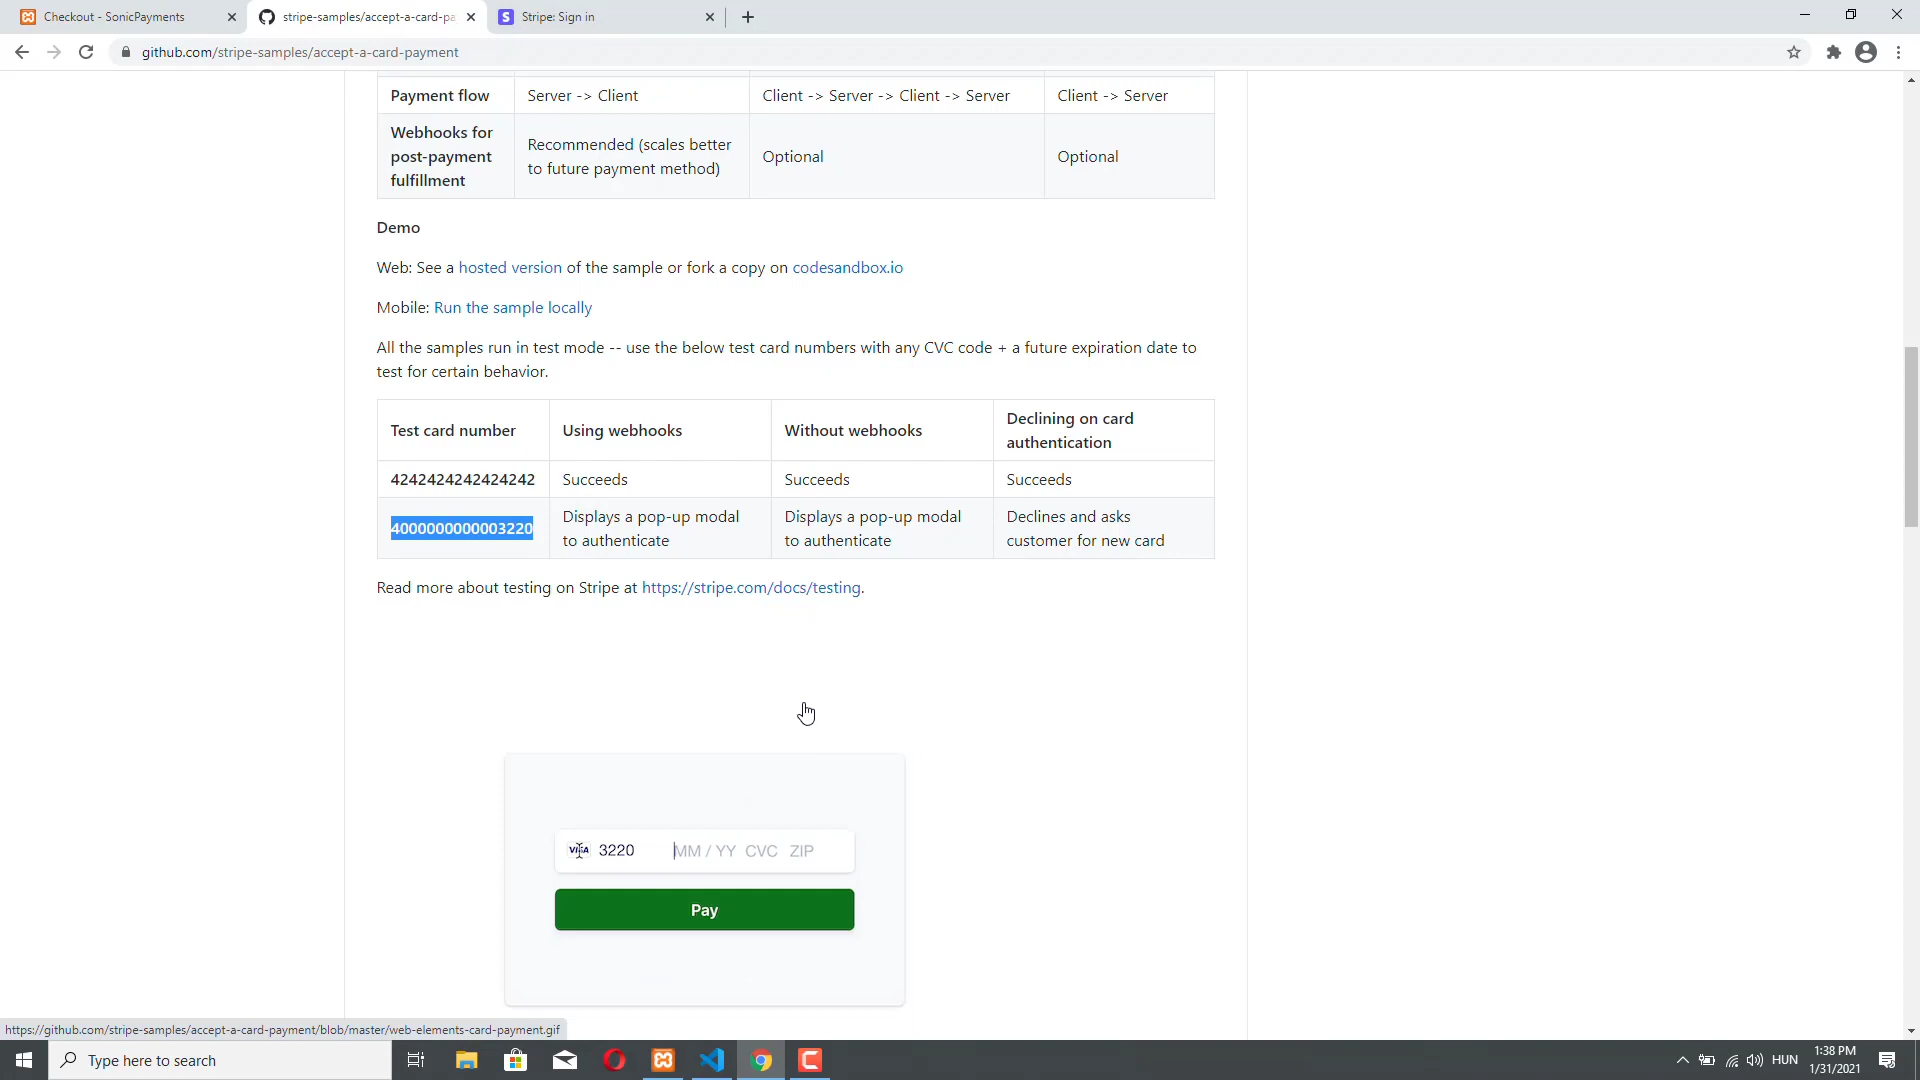 Checkout - SonicPayments
stripe-samples/accept-a-card-pa
Stripe: Sign in
github.com/stripe-samples/accept-a-card-payment
Payment flow
Server -> Client
Client -> Server -> Client -> Server
Client -> Server
Webhooks for
post-payment
fulfillment
Recommended (scales better
to future payment method)
Optional
Optional
Demo
Web: See a hosted version of the sample or fork a copy on codesandbox.io
Mobile: Run the sample locally
All the samples run in test mode -- use the below test card numbers with any CVC code + a future expiration date to
test for certain behavior.
Test card number
Using webhooks
Without webhooks
Declining on card
authentication
4242424242424242
Succeeds
Succeeds
Succeeds
4000000000003220
Displays a pop-up modal
to authenticate
Displays a pop-up modal
to authenticate
Declines and asks
customer for new card
Read more about testing on Stripe at https://stripe.com/docs/testing.
VISA 3220 MM / YY CVC ZIP
Pay
https://github.com/stripe-samples/accept-a-card-payment/blob/master/web-elements-card-payment.gif
Type here to search
HUN
1:38 PM
1/31/2021